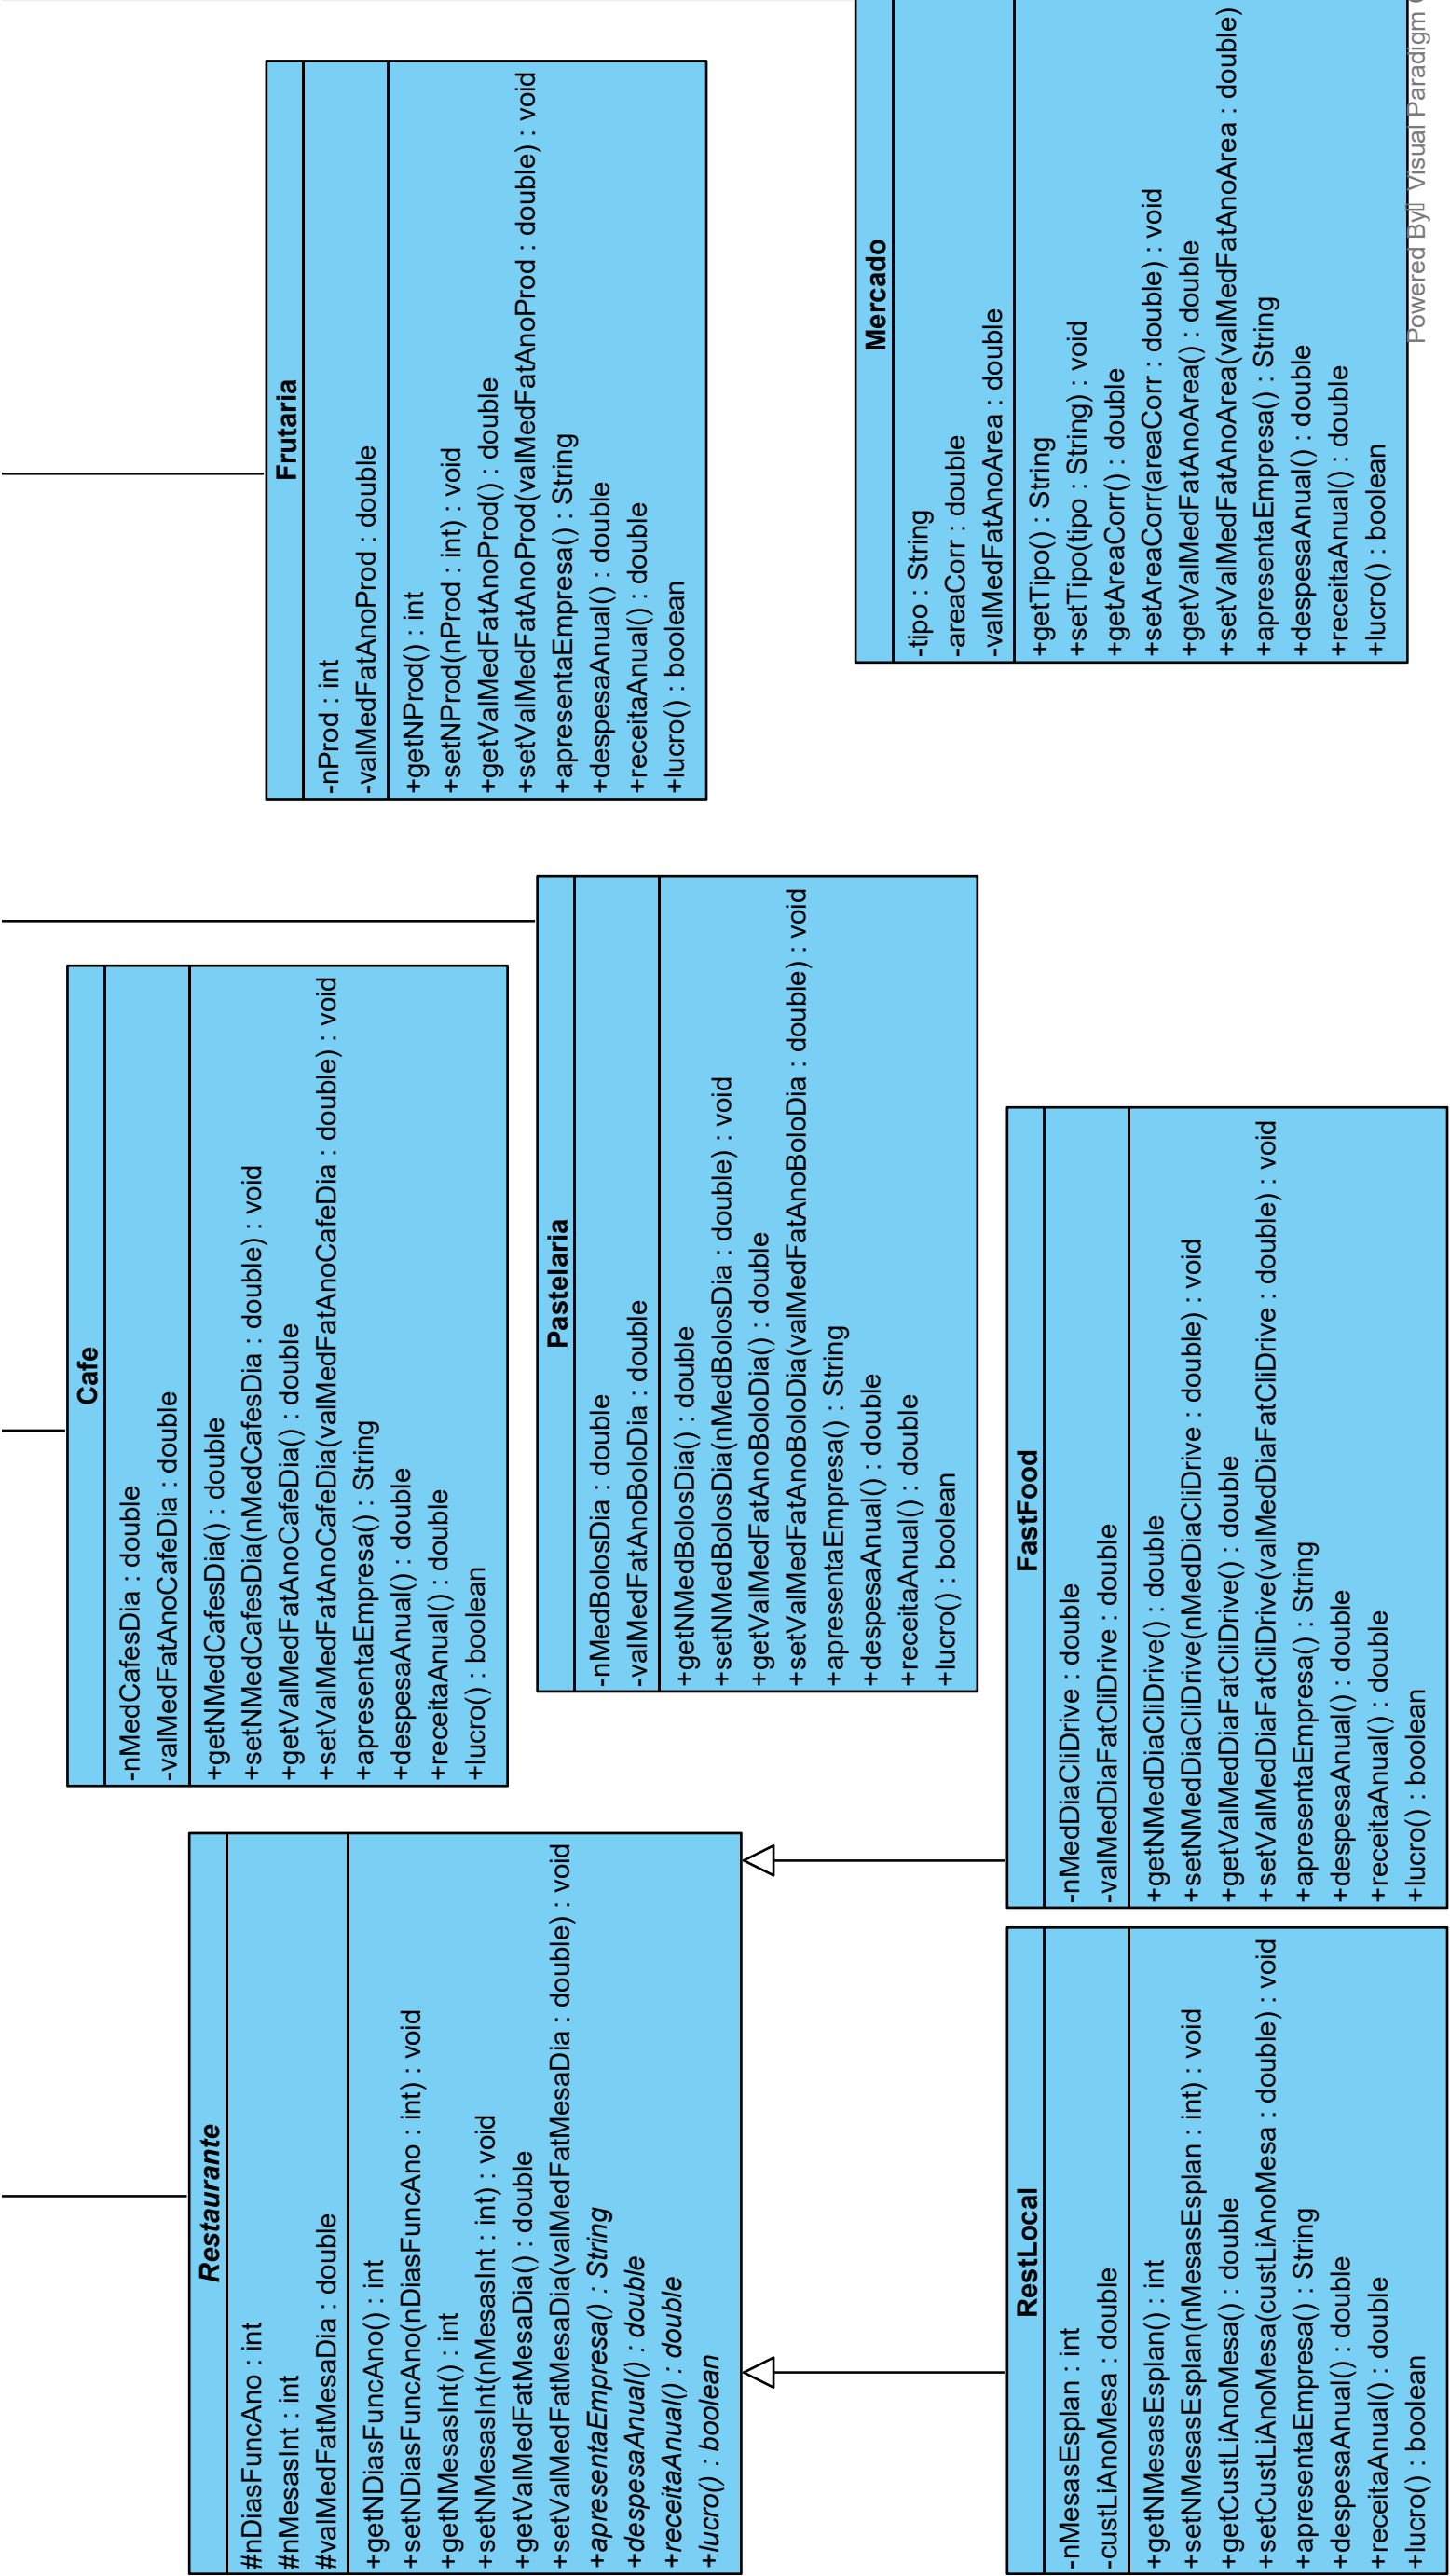 Restaurante
#nDiasFuncAno : int
#nMesasInt : int
#valMedFatMesaDia : double
+getNDiasFuncAno() : int
+setNDiasFuncAno(nDiasFuncAno : int) : void
+getNMesasInt() : int
+setNMesasInt(nMesasInt : int) : void
+getValMedFatMesaDia() : double
+setValMedFatMesaDia(valMedFatMesaDia : double) : void
+apresentaEmpresa() : String
+despesaAnual() : double
+receitaAnual() : double
+lucro() : boolean
Cafe
-nMedCafesDia : double
-valMedFatAnoCafeDia : double
+getNMedCafesDia() : double
+setNMedCafesDia(nMedCafesDia : double) : void
+getValMedFatAnoCafeDia() : double
+setValMedFatAnoCafeDia(valMedFatAnoCafeDia : double) : void
+apresentaEmpresa() : String
+despesaAnual() : double
+receitaAnual() : double
+lucro() : boolean
Frutaria
-nProd : int
-valMedFatAnoProd : double
+getNProd() : int
+setNProd(nProd : int) : void
+getValMedFatAnoProd() : double
+setValMedFatAnoProd(valMedFatAnoProd : double) : void
+apresentaEmpresa() : String
+despesaAnual() : double
+receitaAnual() : double
+lucro() : boolean
Pastelaria
-nMedBolosDia : double
-valMedFatAnoBoloDia : double
+getNMedBolosDia() : double
+setNMedBolosDia(nMedBolosDia : double) : void
+getValMedFatAnoBoloDia() : double
+setValMedFatAnoBoloDia(valMedFatAnoBoloDia : double) : void
+apresentaEmpresa() : String
+despesaAnual() : double
+receitaAnual() : double
+lucro() : boolean
RestLocal
-nMesasEsplan : int
-custLiAnoMesa : double
+getNMesasEsplan() : int
+setNMesasEsplan(nMesasEsplan : int) : void
+getCustLiAnoMesa() : double
+setCustLiAnoMesa(custLiAnoMesa : double) : void
+apresentaEmpresa() : String
+despesaAnual() : double
+receitaAnual() : double
+lucro() : boolean
FastFood
-nMedDiaCliDrive : double
-valMedDiaFatCliDrive : double
+getNMedDiaCliDrive() : double
+setNMedDiaCliDrive(nMedDiaCliDrive : double) : void
+getValMedDiaFatCliDrive() : double
+setValMedDiaFatCliDrive(valMedDiaFatCliDrive : double) : void
+apresentaEmpresa() : String
+despesaAnual() : double
+receitaAnual() : double
+lucro() : boolean
Mercado
-tipo : String
-areaCorr : double
-valMedFatAnoArea : double
+getTipo() : String
+setTipo(tipo : String) : void
+getAreaCorr() : double
+setAreaCorr(areaCorr : double) : void
+getValMedFatAnoArea() : double
+setValMedFatAnoArea(valMedFatAnoArea : double)
+apresentaEmpresa() : String
+despesaAnual() : double
+receitaAnual() : double
+lucro() : boolean
Powered By Visual Paradigm